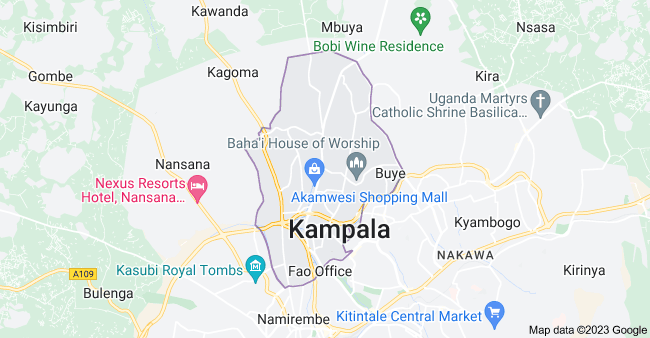 Kawanda
Kisimbiri
Mbuya
Nsasa
Bobi Wine Residence
Kagoma
Gombe
Kira
Kayunga
Uganda Martyrs
Catholic Shrine Basilica...
Baha'i House of Worship
Nansana
Buye
Nexus Resorts
Hotel, Nansana...
Akamwesi Shopping Mall
Kyambogo
Kampala
NAKAWA
A109
Kasubi Royal Tombs
Fao Office
Kirinya
Bulenga
Namirembe
Kitintale Central Market
Map data ©2023 Google